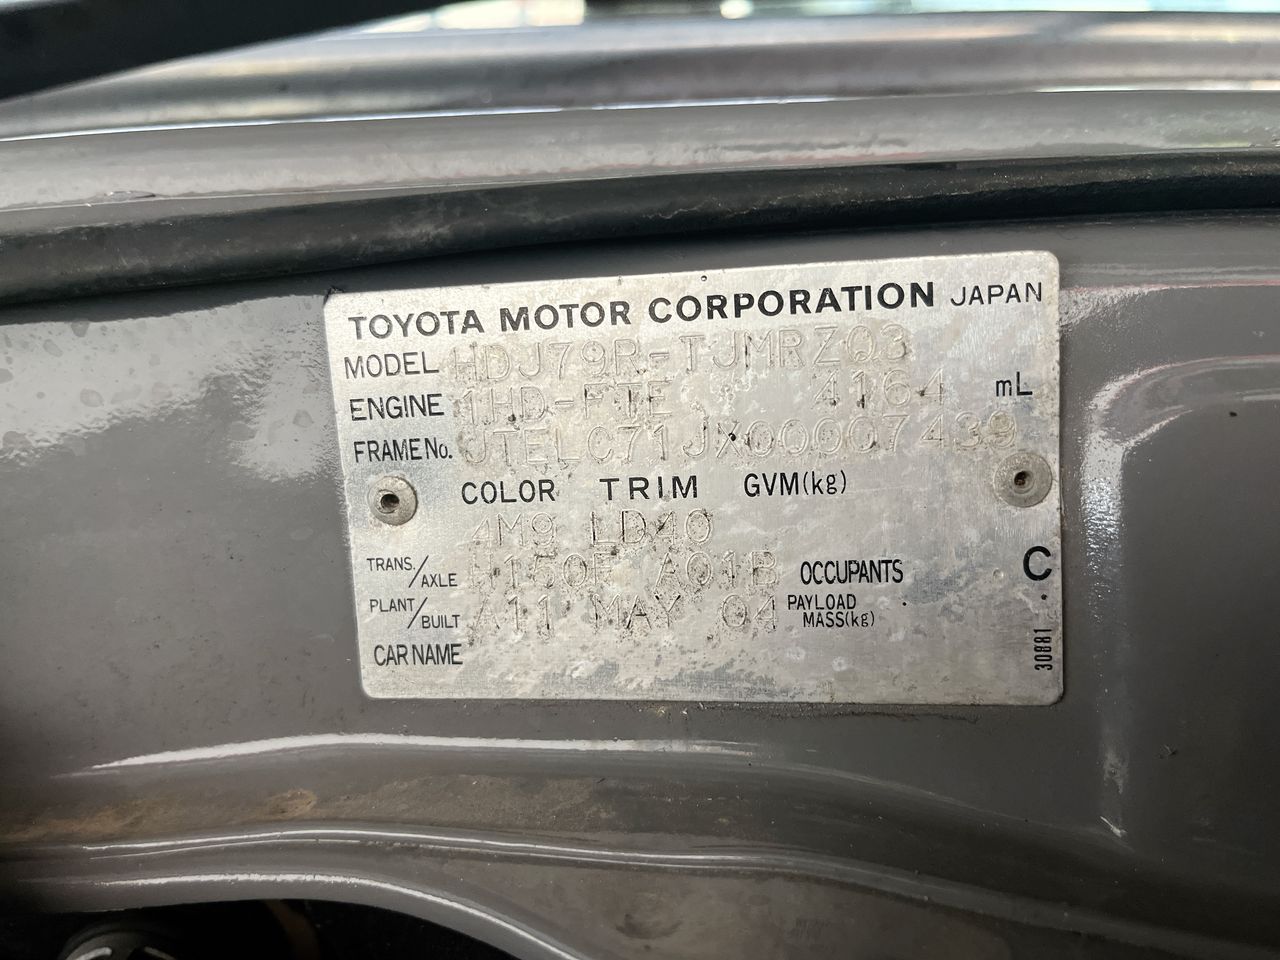 TOYOTA MOTOR CORPORATION JAPAN
MODEL HDJ79R-TJMRZQ3
ENGINE 1HD-FTE 4164 mL
FRAME No. JTELC71JX00007439
COLOR TRIM GVM(kg)
4M9 LD40
TRANS./AXLE H150F A01B OCCUPANTS C
PLANT/BUILT A11 MAY 04 PAYLOAD MASS(kg)
CAR NAME
30881